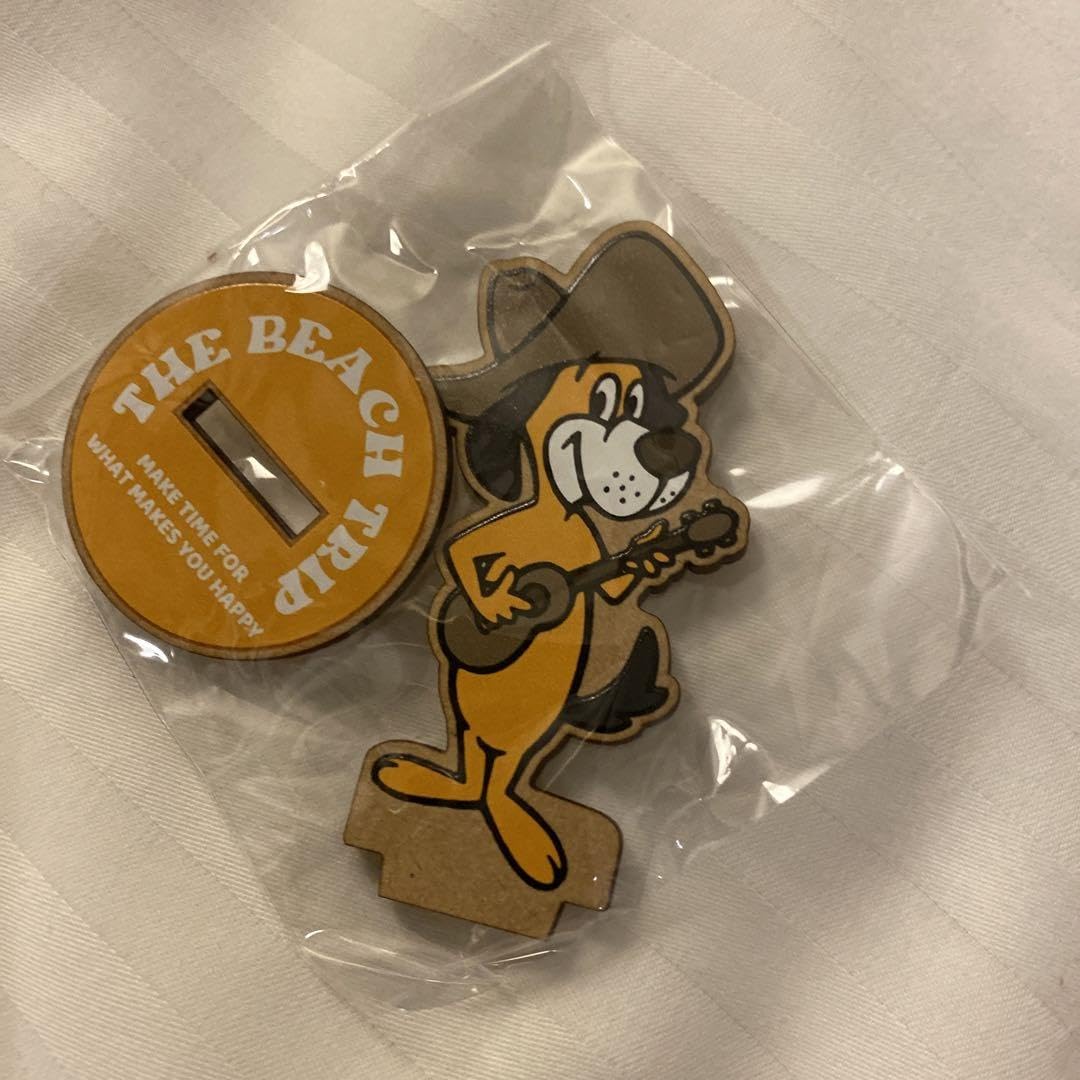 THE BEACH TRIP
MAKE TIME FOR
WHAT MAKES YOU HAPPY